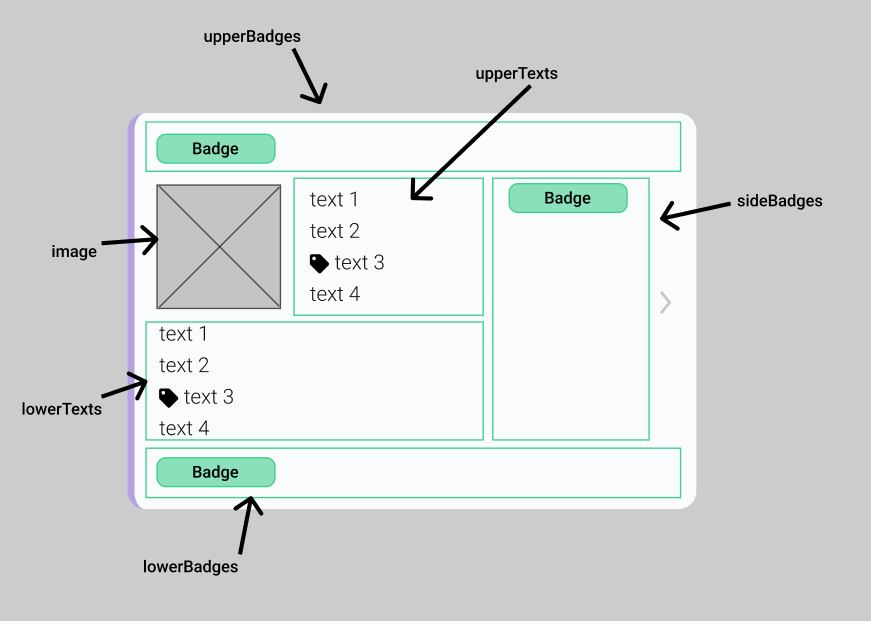 upperBadges
upperTexts
Badge
text 1
text 2
text 3
text 4
Badge
sideBadges
image
text 1
text 2
text 3
text 4
lowerTexts
Badge
lowerBadges